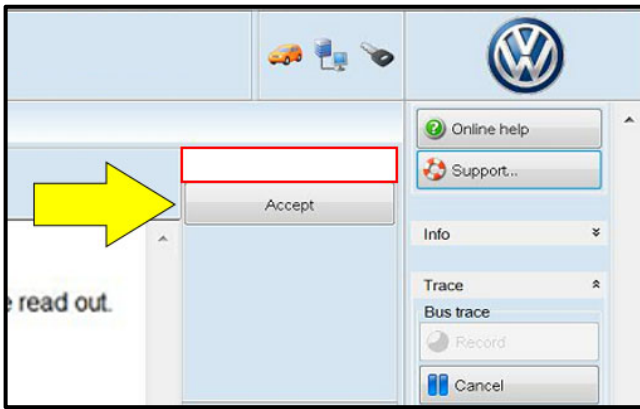 Online help
Support...
Accept
Info
Trace
read out.
Bus trace
Record
Cancel